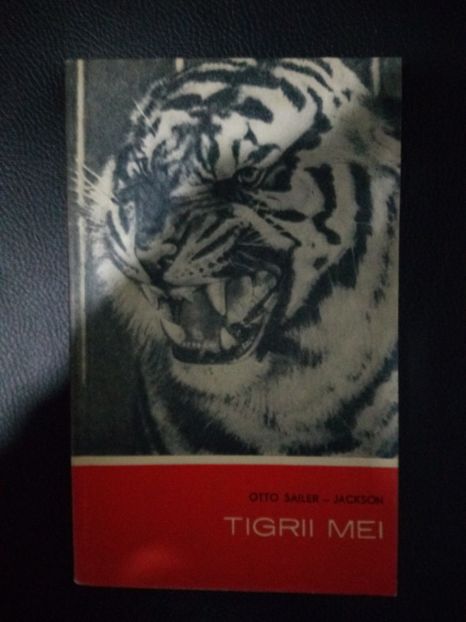 OTTO SAILER – JACKSON
TIGRII MEI